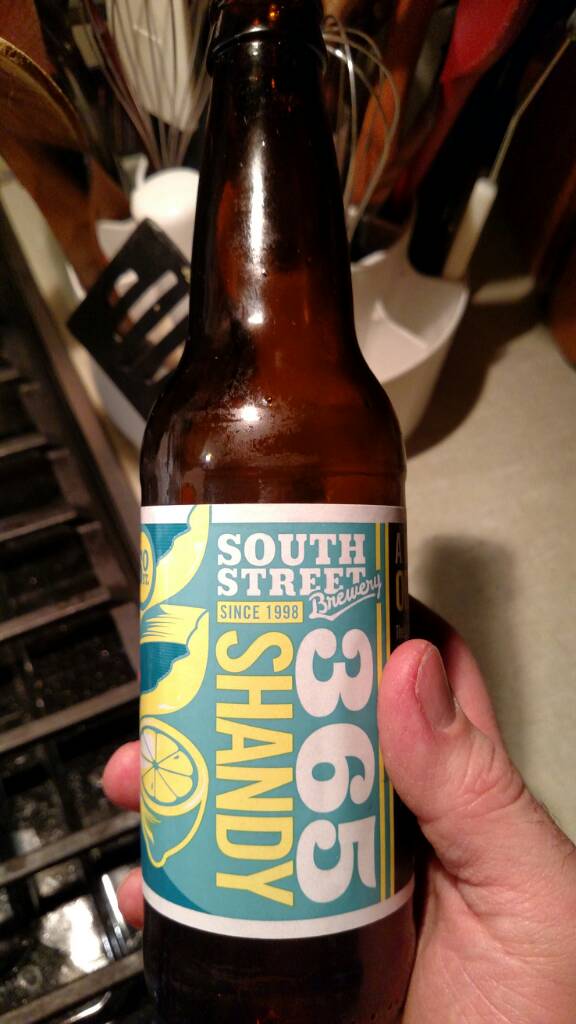 SOUTH
STREET
Brewery
SINCE 1998
365
SHANDY